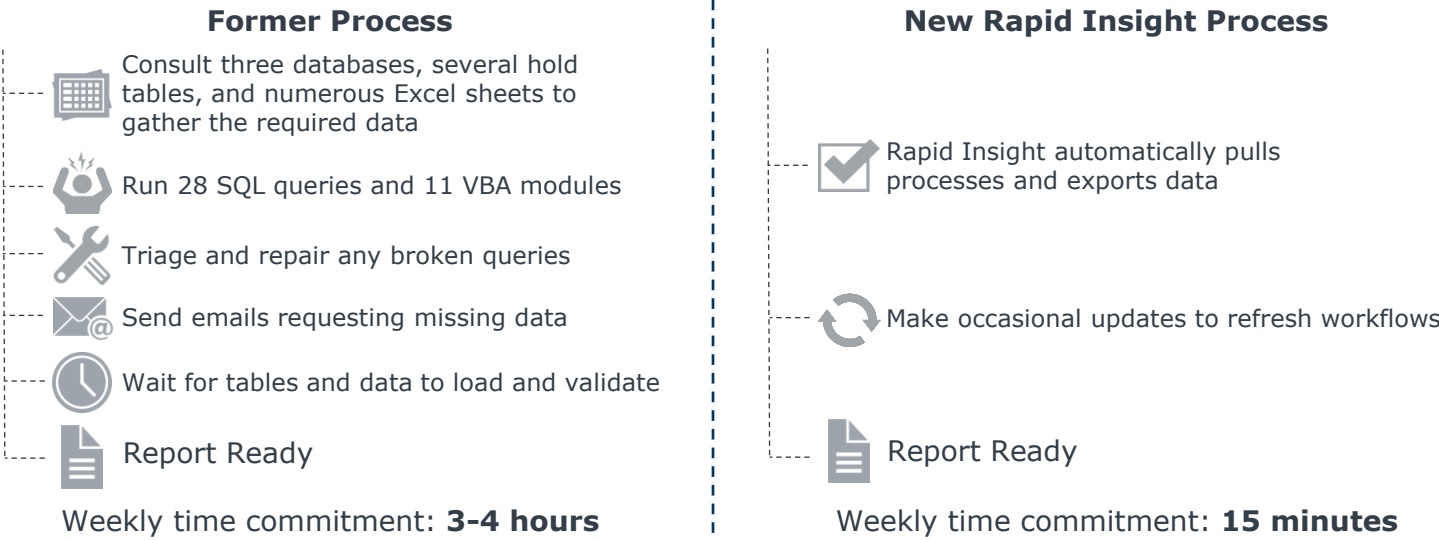 Former Process
Consult three databases, several hold
tables, and numerous Excel sheets to
gather the required data
Run 28 SQL queries and 11 VBA modules
Triage and repair any broken queries
@
Send emails requesting missing data
Wait for tables and data to load and validate
Report Ready
Weekly time commitment: 3-4 hours
New Rapid Insight Process
Rapid Insight automatically pulls
processes and exports data
Make occasional updates to refresh workflows
Report Ready
Weekly time commitment: 15 minutes